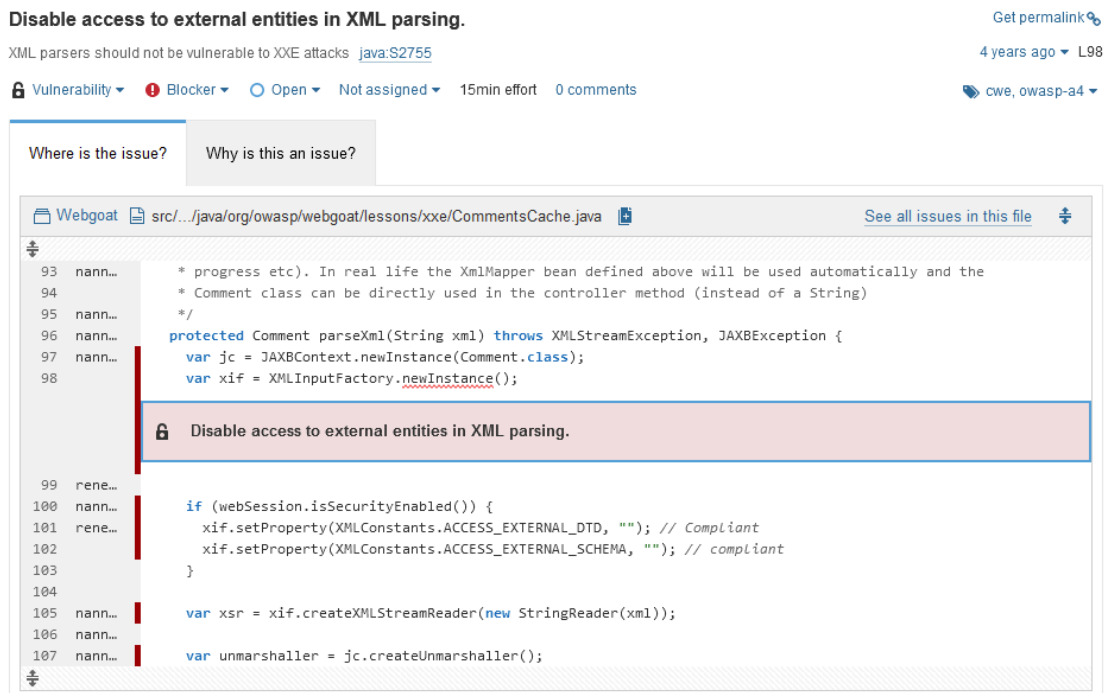 Disable access to external entities in XML parsing.
Get permalink
XML parsers should not be vulnerable to XXE attacks java:S2755
4 years ago L98
Vulnerability Blocker Open Not assigned 15min effort 0 comments
cwe, owasp-a4
Where is the issue? Why is this an issue?
Webgoat src/.../java/org/owasp/webgoat/lessons/xxe/CommentsCache.java See all issues in this file
93 nann… * progress etc). In real life the XmlMapper bean defined above will be used automatically and the
94 * Comment class can be directly used in the controller method (instead of a String)
95 nann… */
96 nann… protected Comment parseXml(String xml) throws XMLStreamException, JAXBException {
97 nann… var jc = JAXBContext.newInstance(Comment.class);
98 var xif = XMLInputFactory.newInstance();
Disable access to external entities in XML parsing.
99 rene…
100 nann… if (webSession.isSecurityEnabled()) {
101 rene… xif.setProperty(XMLConstants.ACCESS_EXTERNAL_DTD, ""); // Compliant
102 xif.setProperty(XMLConstants.ACCESS_EXTERNAL_SCHEMA, ""); // compliant
103 }
104
105 nann… var xsr = xif.createXMLStreamReader(new StringReader(xml));
106 nann…
107 nann… var unmarshaller = jc.createUnmarshaller();